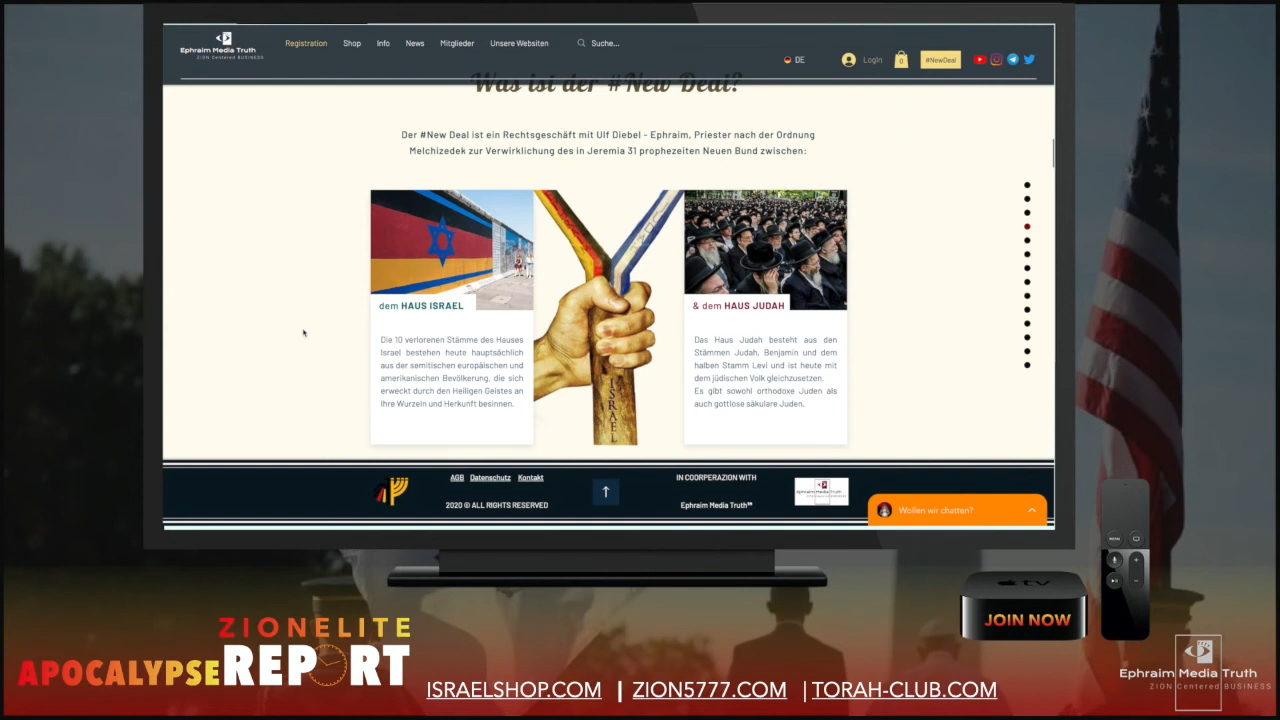 Ephraim Media Truth
ZION Centered BUSINESS
Registration
Shop
Info
News
Mitglieder
Unsere Websiten
Suche...
DE
Login
0
#NewDeal
Was ist der #New Deal?
Der #New Deal ist ein Rechtsgeschäft mit Ulf Diebel - Ephraim, Priester nach der Ordnung
Melchizedek zur Verwirklichung des in Jeremia 31 prophezeiten Neuen Bund zwischen:
dem HAUS ISRAEL
Die 10 verlorenen Stämme des Hauses
Israel bestehen heute hauptsächlich
aus der semitischen europäischen und
amerikanischen Bevölkerung, die sich
erweckt durch den Heiligen Geistes an
Ihre Wurzeln und Herkunft besinnen.
ISRAEL
& dem HAUS JUDAH
Das Haus Judah besteht aus den
Stämmen Judah, Benjamin und dem
halben Stamm Levi und ist heute mit
dem jüdischen Volk gleichzusetzen.
Es gibt sowohl orthodoxe Juden als
auch gottlose säkulare Juden.
AGB Datenschutz Kontakt
2020 © ALL RIGHTS RESERVED
IN COORPERAZION WITH
Ephraim Media Truth™
Ephraim Media Truth
Wollen wir chatten?
MENU
tv
JOIN NOW
ZIONELITE
APOCALYPSE REPORT
ISRAELSHOP.COM | ZION5777.COM | TORAH-CLUB.COM
Ephraim Media Truth
ZION Centered BUSINESS